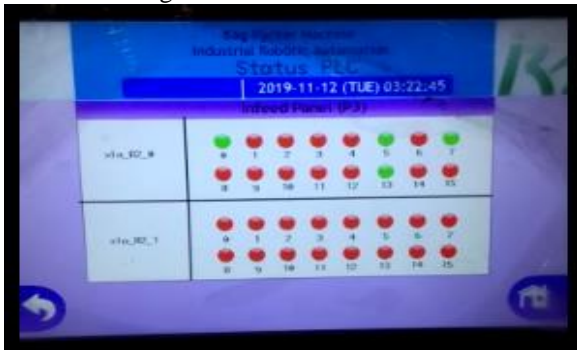 Bag Packer Machine
Industrial Robotic Automation
Status PLC
2019-11-12 (TUE) 03:22:45
Infeed Panel (P3)
0 1 2 3 4 5 6 7
8 9 10 11 12 13 14 15
0 1 2 3 4 5 6 7
8 9 10 11 12 13 14 15